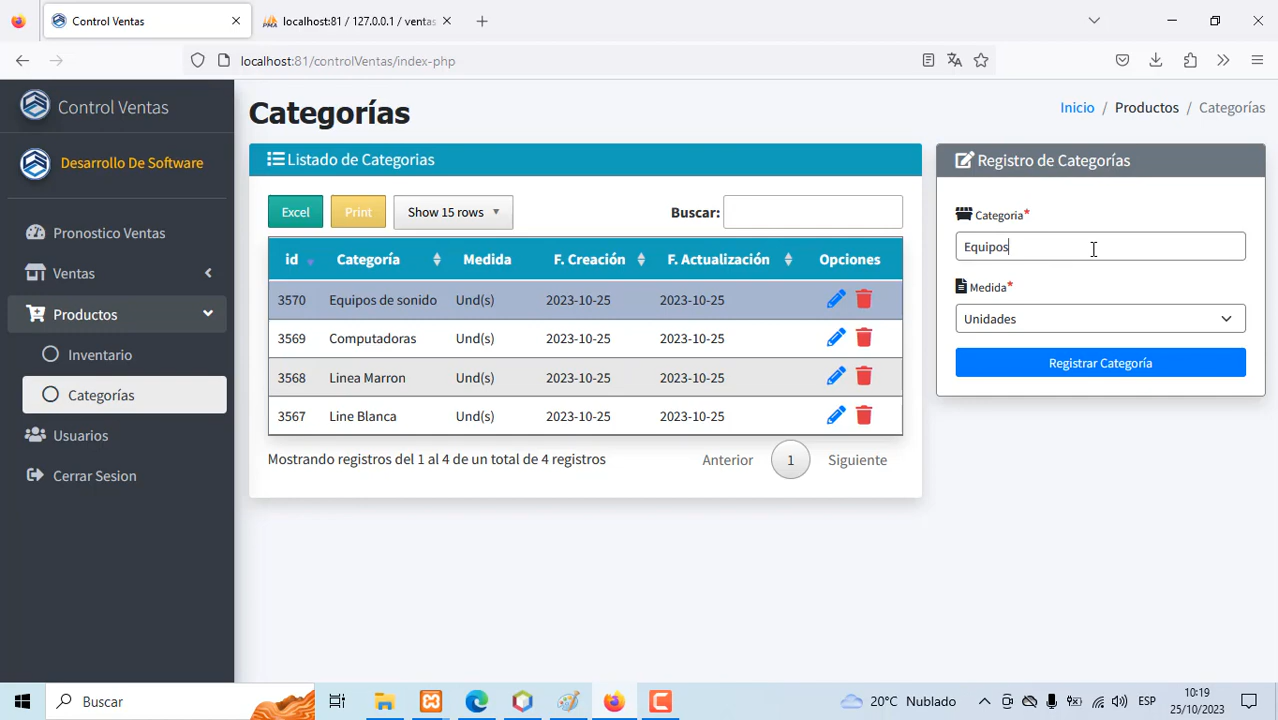 Control Ventas
localhost:81 / 127.0.0.1 / ventas
localhost:81/controlVentas/index-php
Control Ventas
Desarrollo De Software
Pronostico Ventas
Ventas
Productos
Inventario
Categorías
Usuarios
Cerrar Sesion
Categorías
Inicio / Productos / Categorías
Listado de Categorias
Excel Print Show 15 rows Buscar:
id Categoría Medida F. Creación F. Actualización Opciones
3570 Equipos de sonido Und(s) 2023-10-25 2023-10-25
3569 Computadoras Und(s) 2023-10-25 2023-10-25
3568 Linea Marron Und(s) 2023-10-25 2023-10-25
3567 Line Blanca Und(s) 2023-10-25 2023-10-25
Mostrando registros del 1 al 4 de un total de 4 registros Anterior 1 Siguiente
Registro de Categorías
Categoria*
Equipos
Medida*
Unidades
Registrar Categoría
Buscar
20°C Nublado
ESP
10:19
25/10/2023